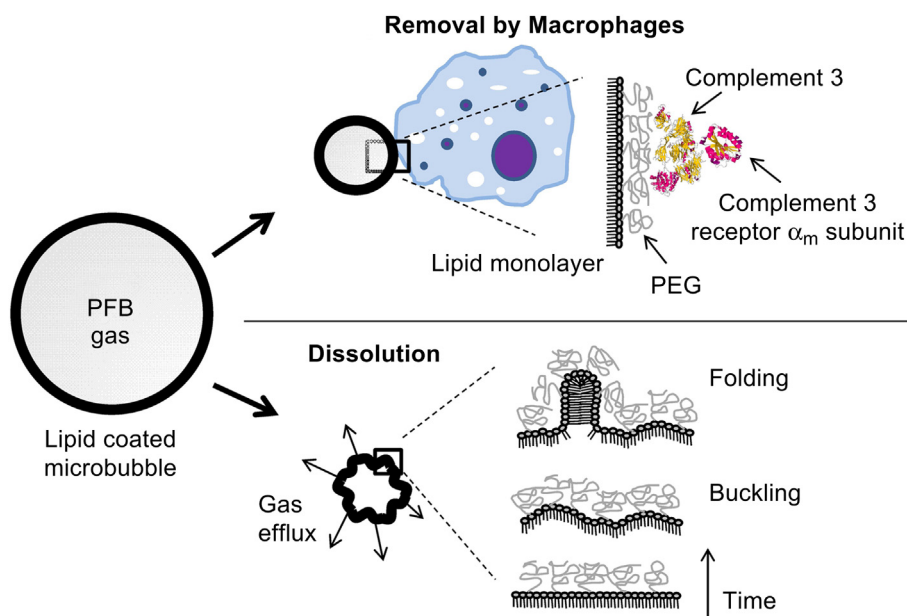 Removal by Macrophages
Complement 3
Complement 3
receptor αm subunit
Lipid monolayer
PEG
PFB
gas
Lipid coated
microbubble
Dissolution
Folding
Gas
efflux
Buckling
Time